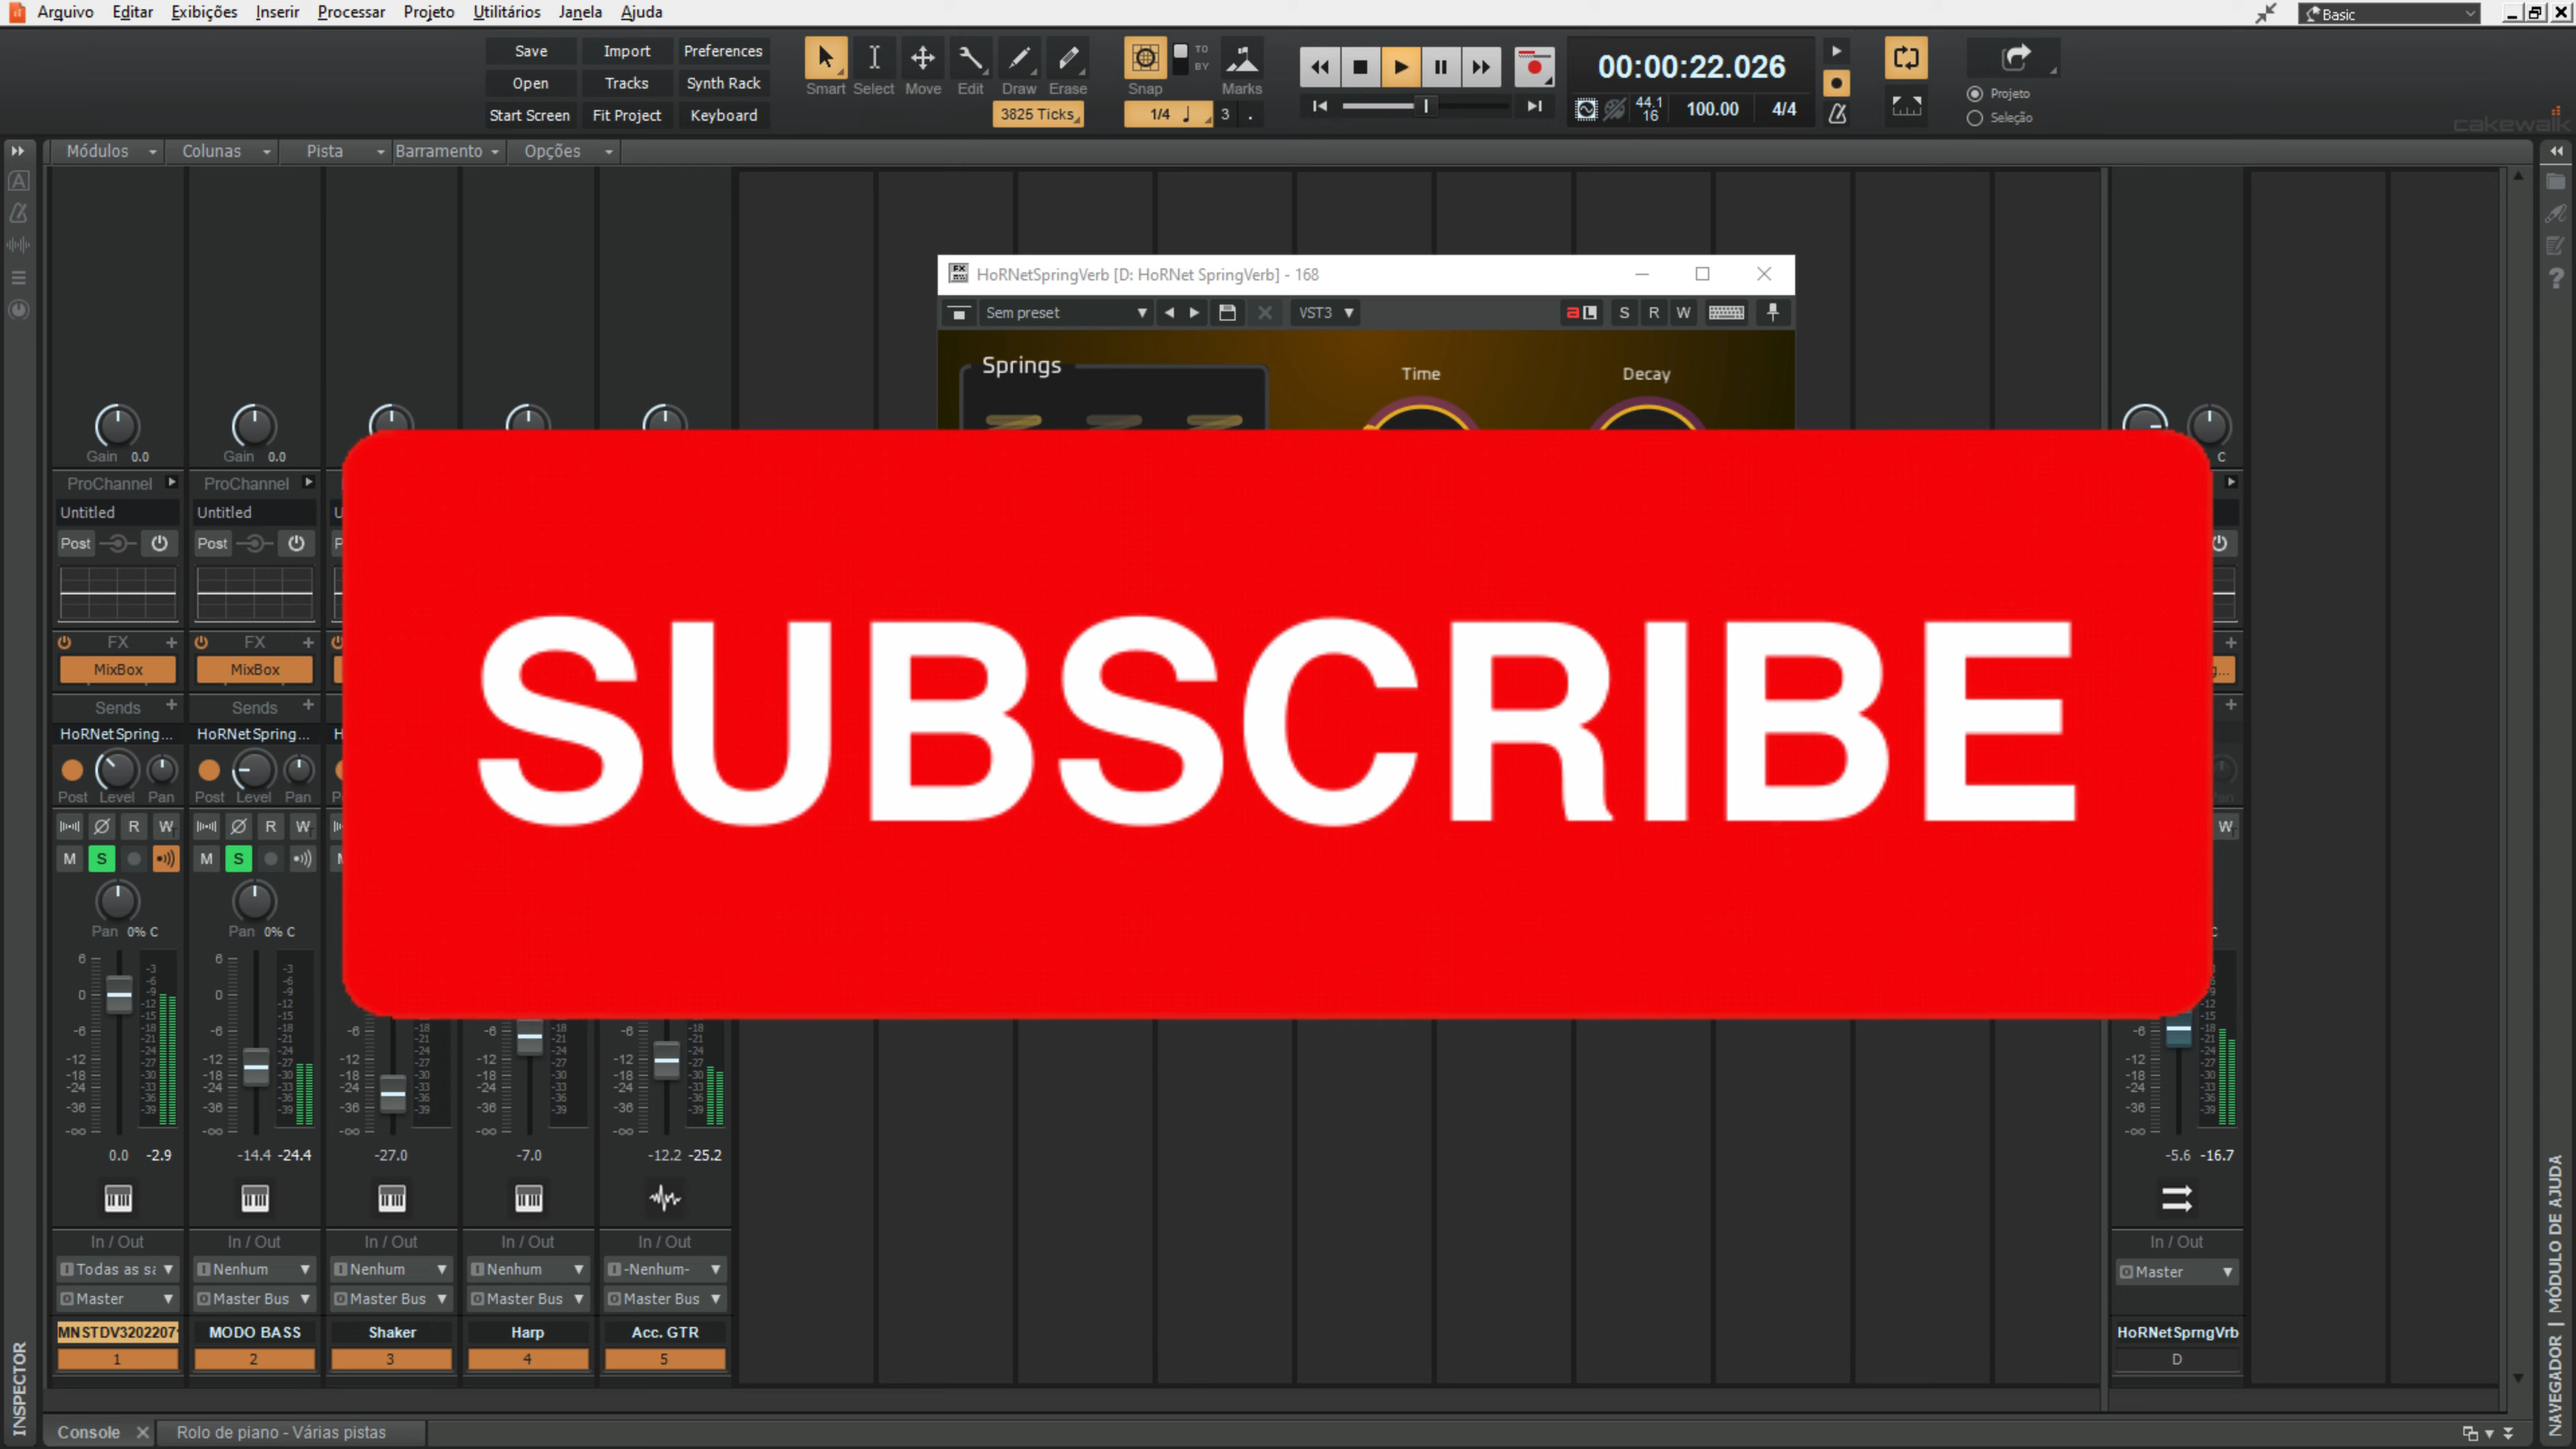 Arquivo Editar Exibições Inserir Processar Projeto Utilitários Janela Ajuda Basic
Save Import Preferences
Open Tracks Synth Rack
Start Screen Fit Project Keyboard
Smart Select Move Edit Draw Erase Snap TO BY Marks
3825 Ticks 1/4 3
00:00:22.026
44.1 16 100.00 4/4
Projeto
Seleção
cakewalk
Módulos Colunas Pista Barramento Opções
HoRNetSpringVerb [D: HoRNet SpringVerb] - 168
Sem preset VST3 S R W
Springs Time Decay
Gain 0.0 Gain 0.0 C
ProChannel ProChannel
Untitled Untitled
Post Post
FX FX
MixBox MixBox
Sends Sends
HoRNetSpring... HoRNetSpring...
Post Level Pan Post Level Pan
R W R W W
M S M S
Pan 0% C Pan 0% C
SUBSCRIBE
0.0 -2.9 -14.4 -24.4 -27.0 -7.0 -12.2 -25.2 -5.6 -16.7
In / Out In / Out In / Out In / Out In / Out In / Out
Todas as sa Nenhum Nenhum Nenhum -Nenhum- Master
Master Master Bus Master Bus Master Bus Master Bus
MNSTDV3202207 MODO BASS Shaker Harp Acc. GTR HoRNetSprngVrb
1 2 3 4 5 D
Console Rolo de piano - Várias pistas
INSPECTOR
NAVEGADOR | MÓDULO DE AJUDA